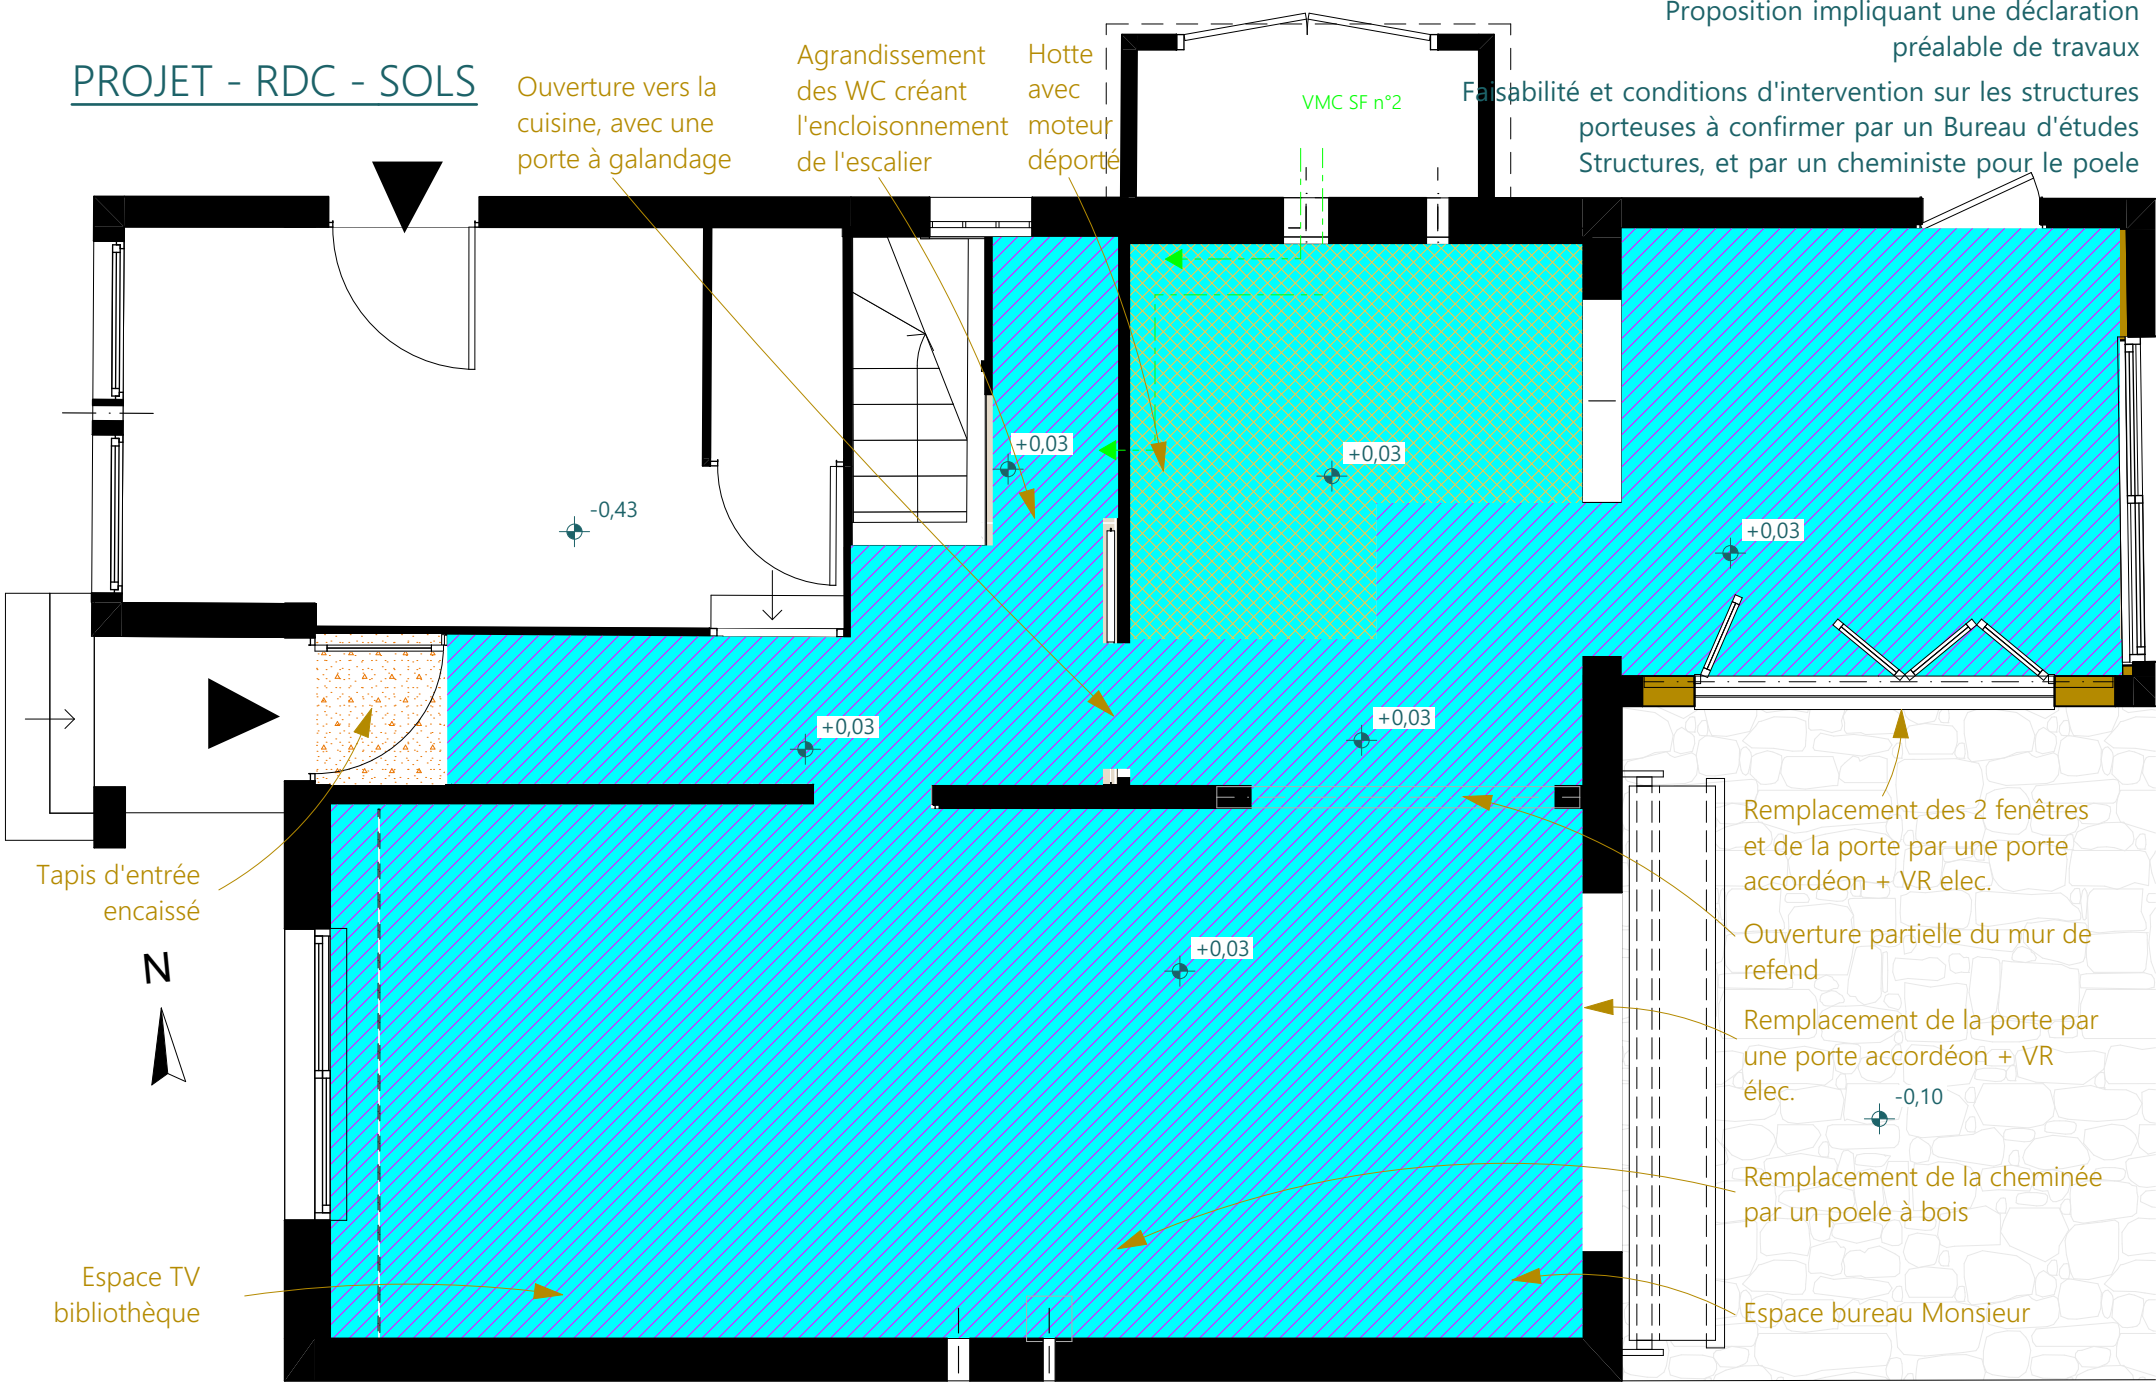 PROJET - RDC - SOLS
Ouverture vers la
cuisine, avec une
porte à galandage
Agrandissement
des WC créant
l'encloisonnement
de l'escalier
Hotte
avec
moteur
déporté
VMC SF n°2
Proposition impliquant une déclaration
préalable de travaux
Faisabilité et conditions d'intervention sur les structures
porteuses à confirmer par un Bureau d'études
Structures, et par un cheministe pour le poele
+0,03
+0,03
-0,43
+0,03
+0,03
+0,03
Tapis d'entrée
encaissé
N
+0,03
Remplacement des 2 fenêtres
et de la porte par une porte
accordéon + VR elec.
Ouverture partielle du mur de
refend
Remplacement de la porte par
une porte accordéon + VR
élec.
-0,10
Remplacement de la cheminée
par un poele à bois
Espace TV
bibliothèque
Espace bureau Monsieur